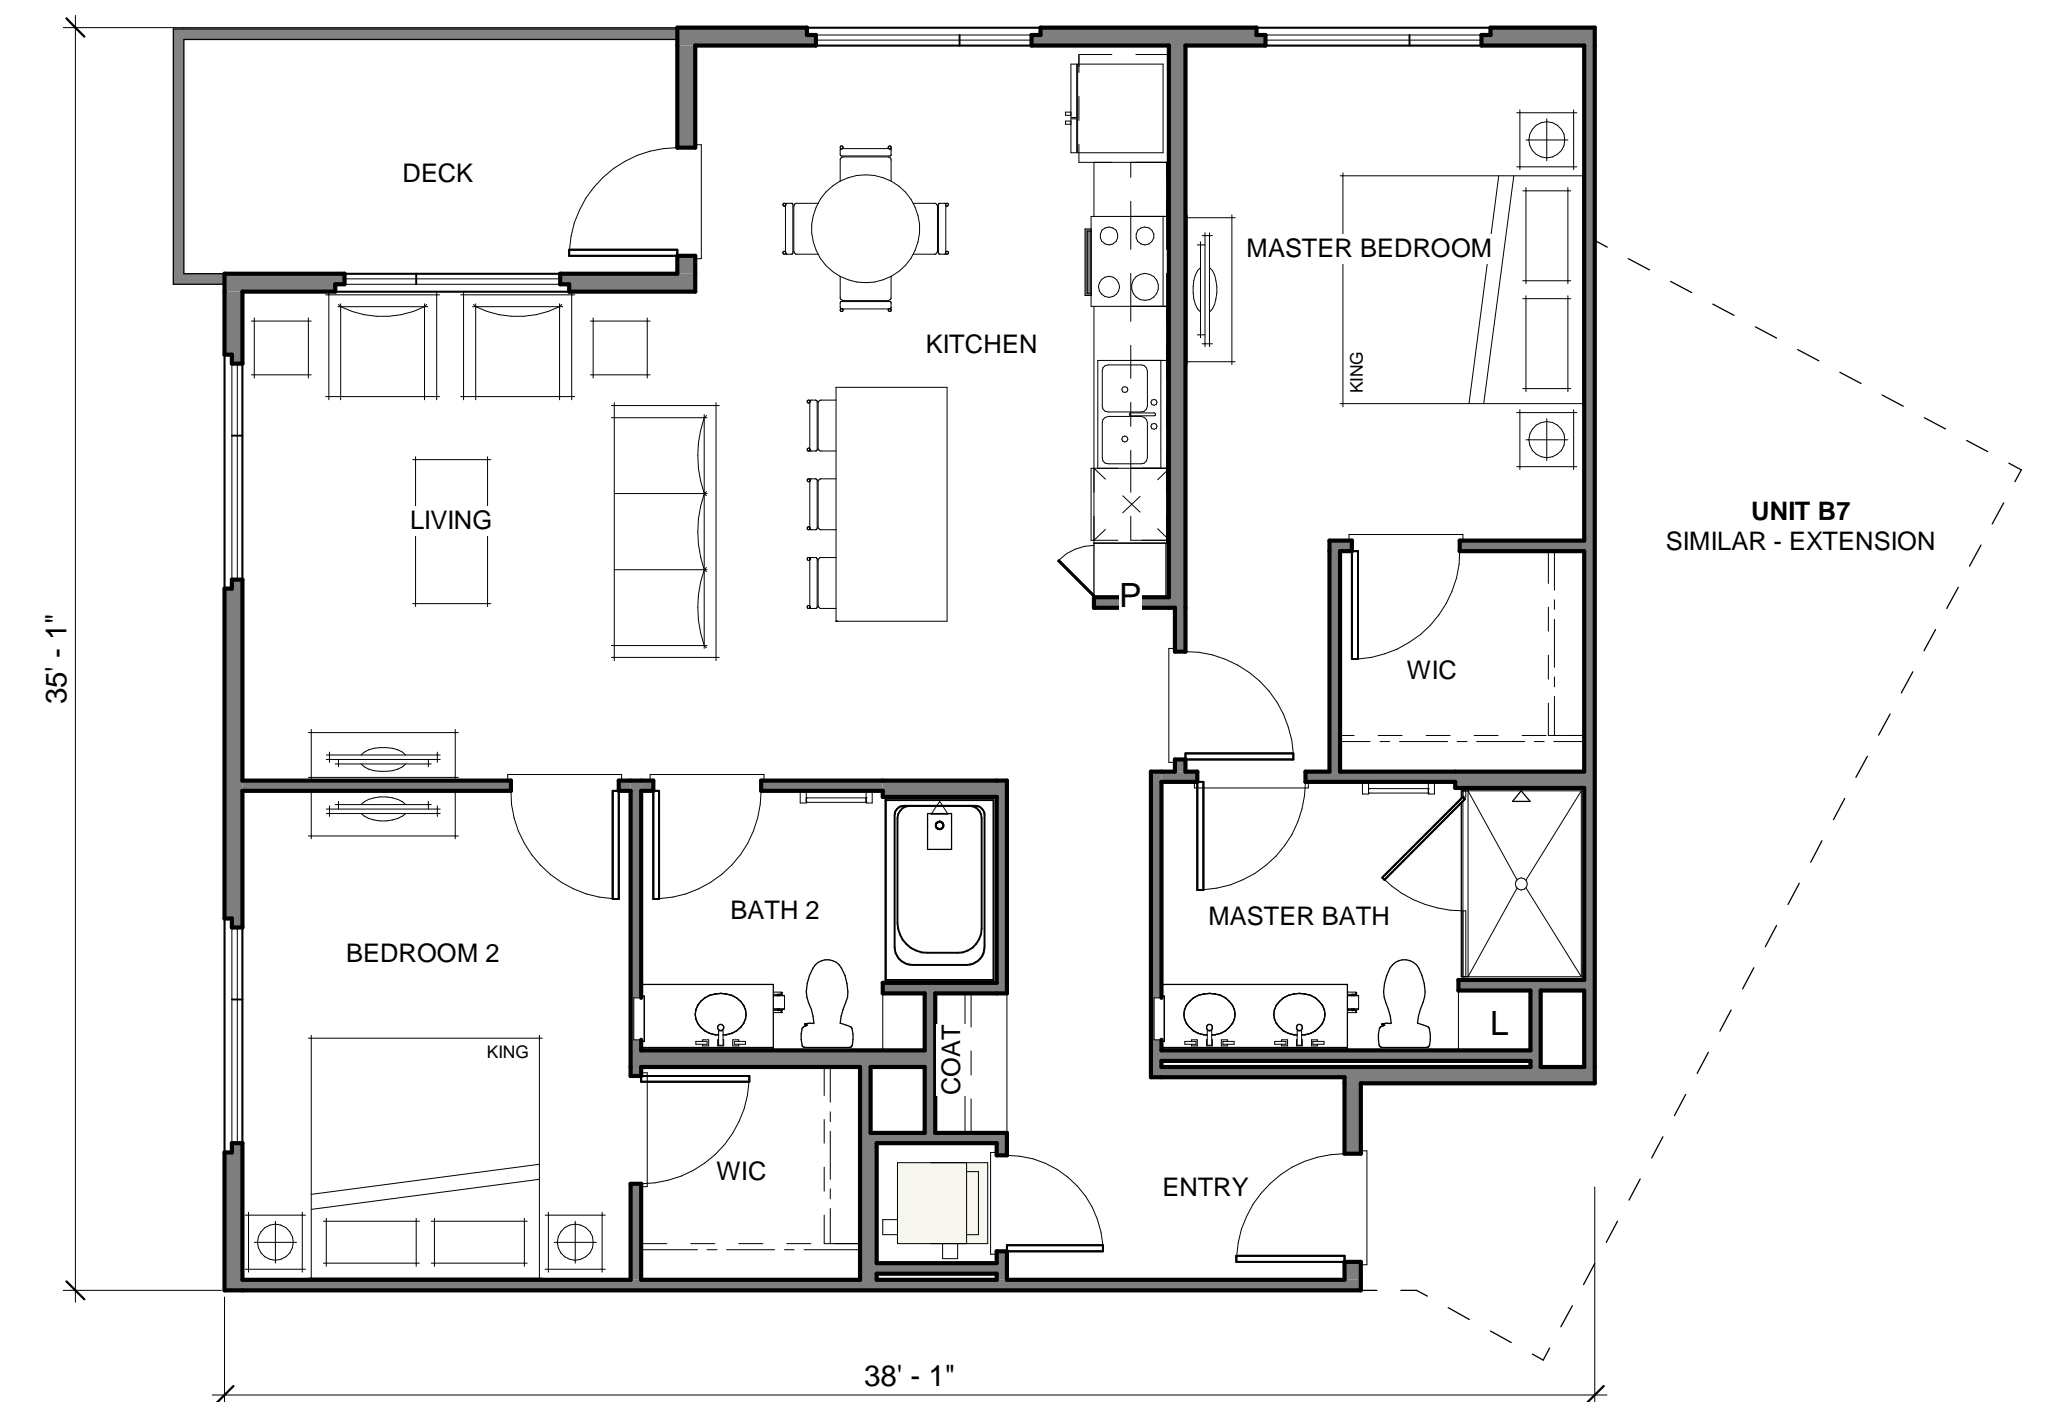 DECK
MASTER BEDROOM
KITCHEN
KING
LIVING
UNIT B7
SIMILAR - EXTENSION
P
35' - 1"
WIC
BATH 2
MASTER BATH
BEDROOM 2
L
KING
COAT
WIC
ENTRY
38' - 1"